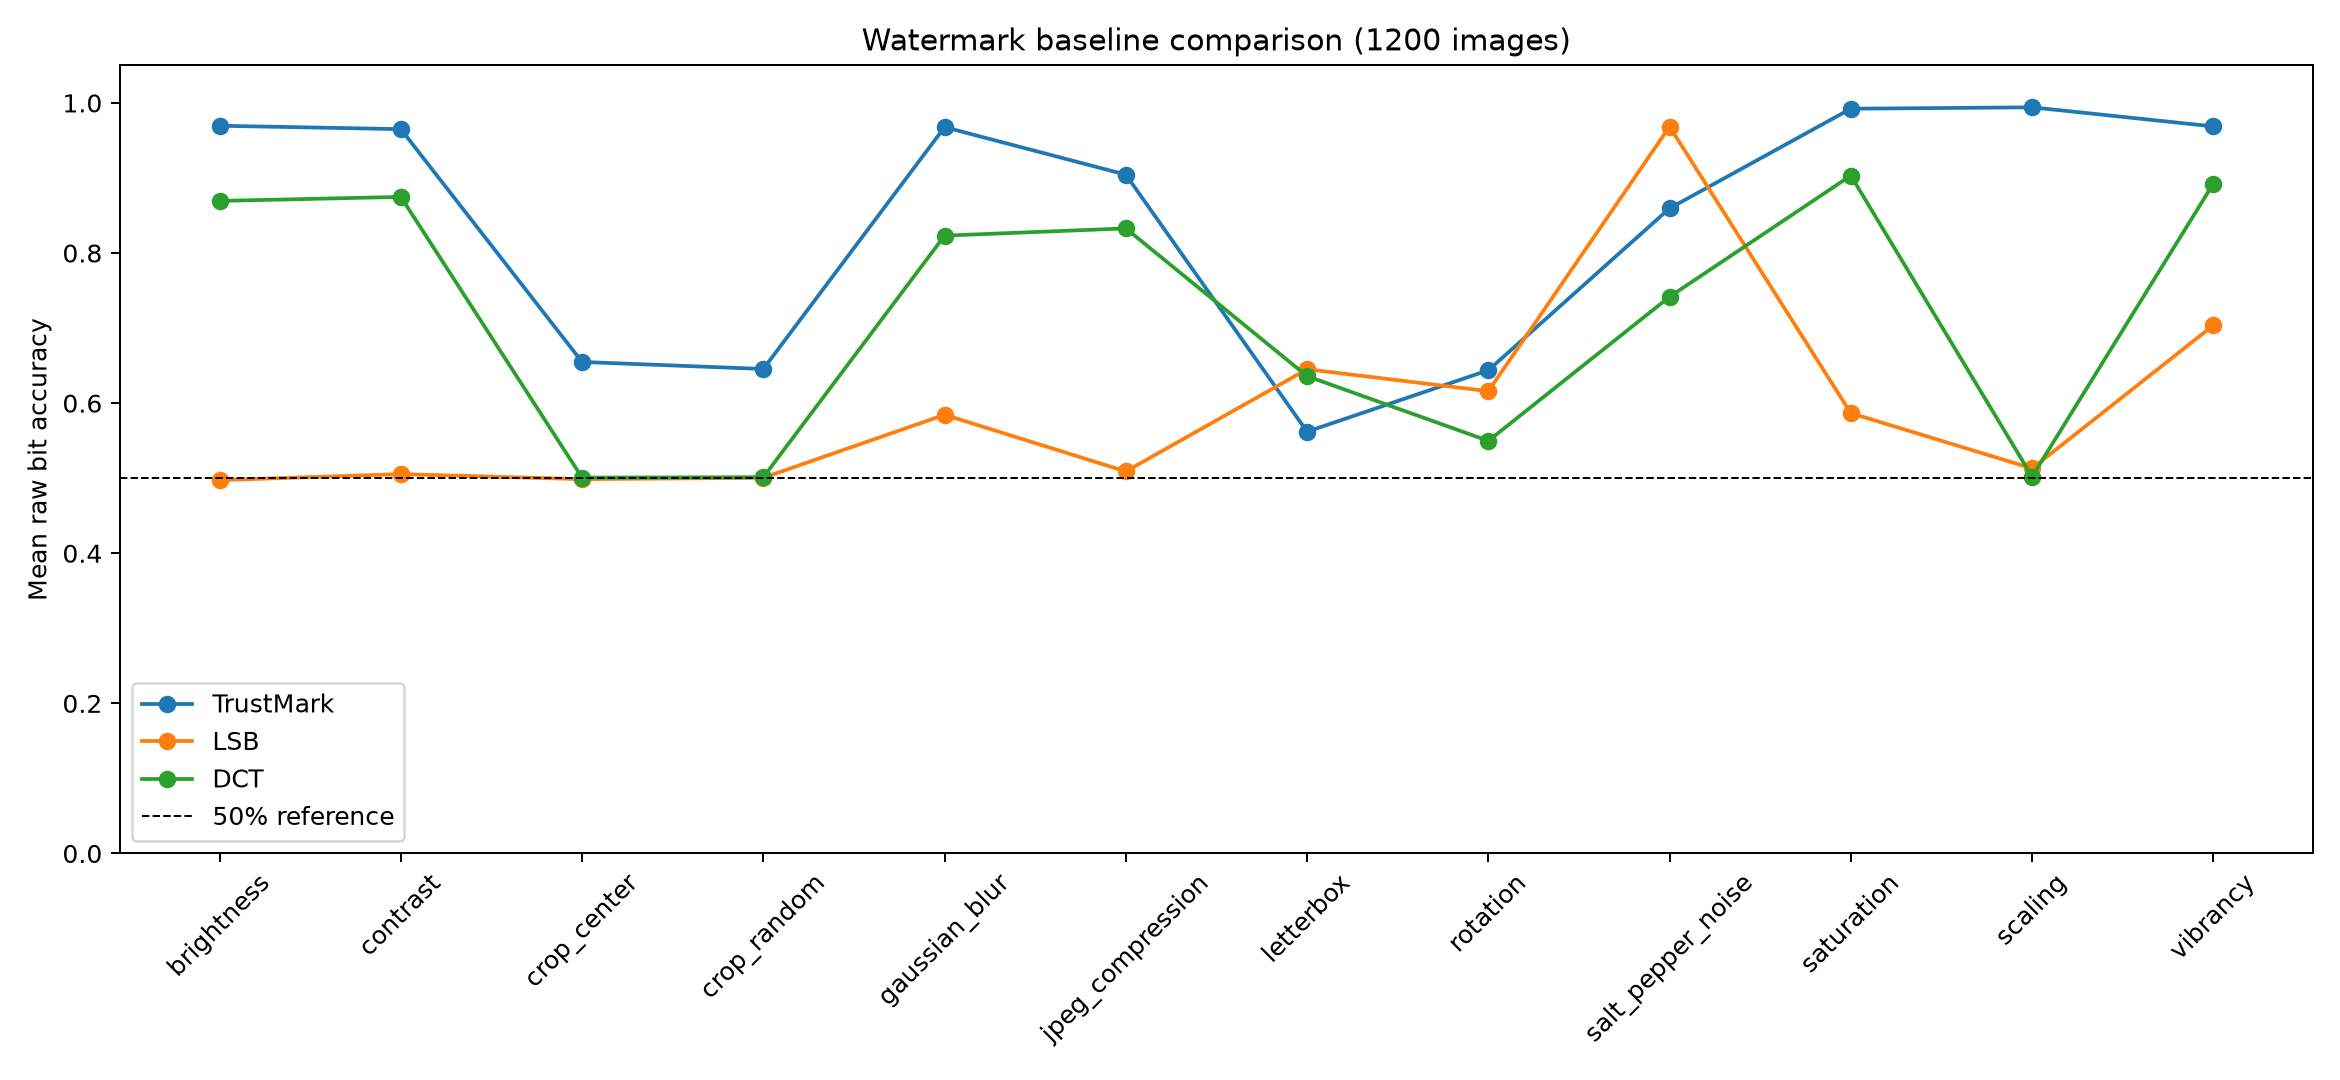 Watermark baseline comparison (1200 images)
Mean raw bit accuracy
1.0
0.8
0.6
0.4
0.2
0.0
TrustMark
LSB
DCT
50% reference
brightness
contrast
crop_center
crop_random
gaussian_blur
jpeg_compression
letterbox
rotation
salt_pepper_noise
saturation
scaling
vibrancy